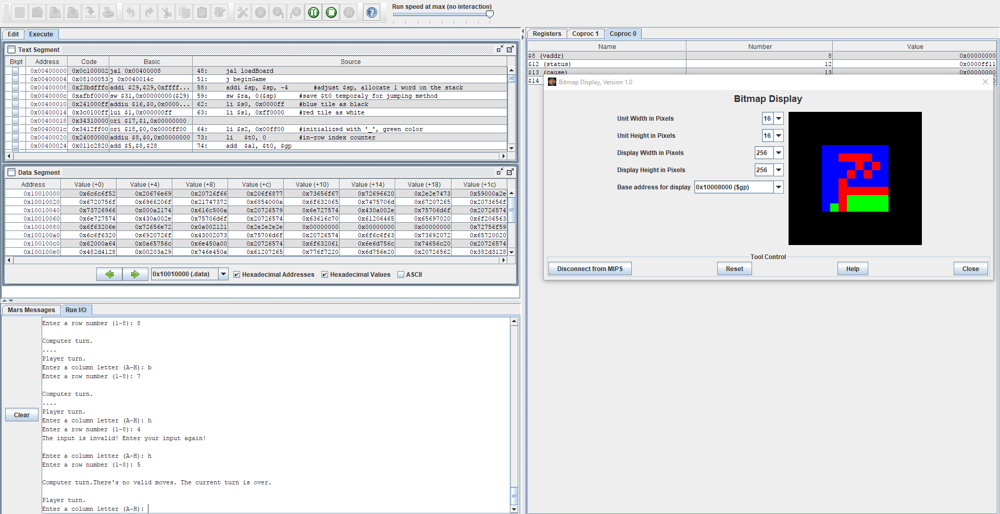 0101
1
1
Run speed at max (no interaction)
Edit Execute
Text Segment
Bkpt Address Code Basic Source
0x00400000 0x0c100002 jal 0x00400008 48: jal loadBoard
0x00400004 0x08100053 j 0x0040014c 51: j beginGame
0x00400008 0x23bdfffc addi $29,$29,0xffff... 58: addi $sp, $sp, -4 #adjust $sp, allocate 1 word on the stack
0x0040000c 0xafbf0000 sw $31,0x00000000($29) 59: sw $ra, 0($sp) #save $t0 temporaly for jumping method
0x00400010 0x241000ff addiu $16,$0,0x0000... 62: li $s0, 0x0000ff #blue tile as black
0x00400014 0x3c0100ff lui $1,0x000000ff 63: li $s1, 0xff0000 #red tile as white
0x00400018 0x34310000 ori $17,$1,0x00000000
0x0040001c 0x3412ff00 ori $18,$0,0x0000ff00 64: li $s2, 0x00ff00 #initialized with '_', green color
0x00400020 0x24080000 addiu $8,$0,0x00000000 73: li $t0, 0 #in-row index counter
0x00400024 0x011c2820 add $5,$8,$28 74: add $a1, $t0, $gp
Data Segment
Address Value (+0) Value (+4) Value (+8) Value (+c) Value (+10) Value (+14) Value (+18) Value (+1c)
0x10010000 0x6c6c6f52 0x20676e69 0x20726f66 0x206f6877 0x73656f67 0x72696620 0x2e2e7473 0x59000a2e
0x10010020 0x6720756f 0x6966206f 0x21747372 0x6854000a 0x6f632065 0x7475706d 0x67207265 0x2073656f
0x10010040 0x73726966 0x000a2174 0x616c500a 0x20726579 0x6e727574 0x430a002e 0x75706d6f 0x20726574
0x10010060 0x6e727574 0x430a002e 0x75706d6f 0x20726574 0x63616c70 0x61206465 0x65697020 0x6f206563
0x10010080 0x6f63206e 0x72656e72 0x0a002121 0x2e2e2e2e 0x00000000 0x00000000 0x00000000 0x72756f59
0x100100a0 0x6c6f6320 0x6920726f 0x43002073 0x75706d6f 0x20726574 0x6f6c6f63 0x73692072 0x65720020
0x100100c0 0x62000a64 0x0a65756c 0x6e450a00 0x20726574 0x6f632061 0x6e6d756c 0x74656c20 0x20726574
0x100100e0 0x482d4128 0x00203a29 0x746e450a 0x61207265 0x776f7220 0x6d756e20 0x20726562 0x382d3128
0x10010000 (.data) Hexadecimal Addresses Hexadecimal Values ASCII
Mars Messages Run I/O
Clear
Enter a row number (1-8): 8
Computer turn.
....
Player turn.
Enter a column letter (A-H): b
Enter a row number (1-8): 7
Computer turn.
....
Player turn.
Enter a column letter (A-H): h
Enter a row number (1-8): 4
The input is invalid! Enter your input again!
Enter a column letter (A-H): h
Enter a row number (1-8): 5
Computer turn.There's no valid moves. The current turn is over.
Player turn.
Enter a column letter (A-H):
Registers Coproc 1 Coproc 0
Name Number Value
$8 (vaddr) 8 0x00000000
$12 (status) 12 0x0000ff11
$13 (cause) 13 0x00000000
$14
Bitmap Display, Version 1.0
Bitmap Display
Unit Width in Pixels 16
Unit Height in Pixels 16
Display Width in Pixels 256
Display Height in Pixels 256
Base address for display 0x10008000 ($gp)
Tool Control
Disconnect from MIPS Reset Help Close